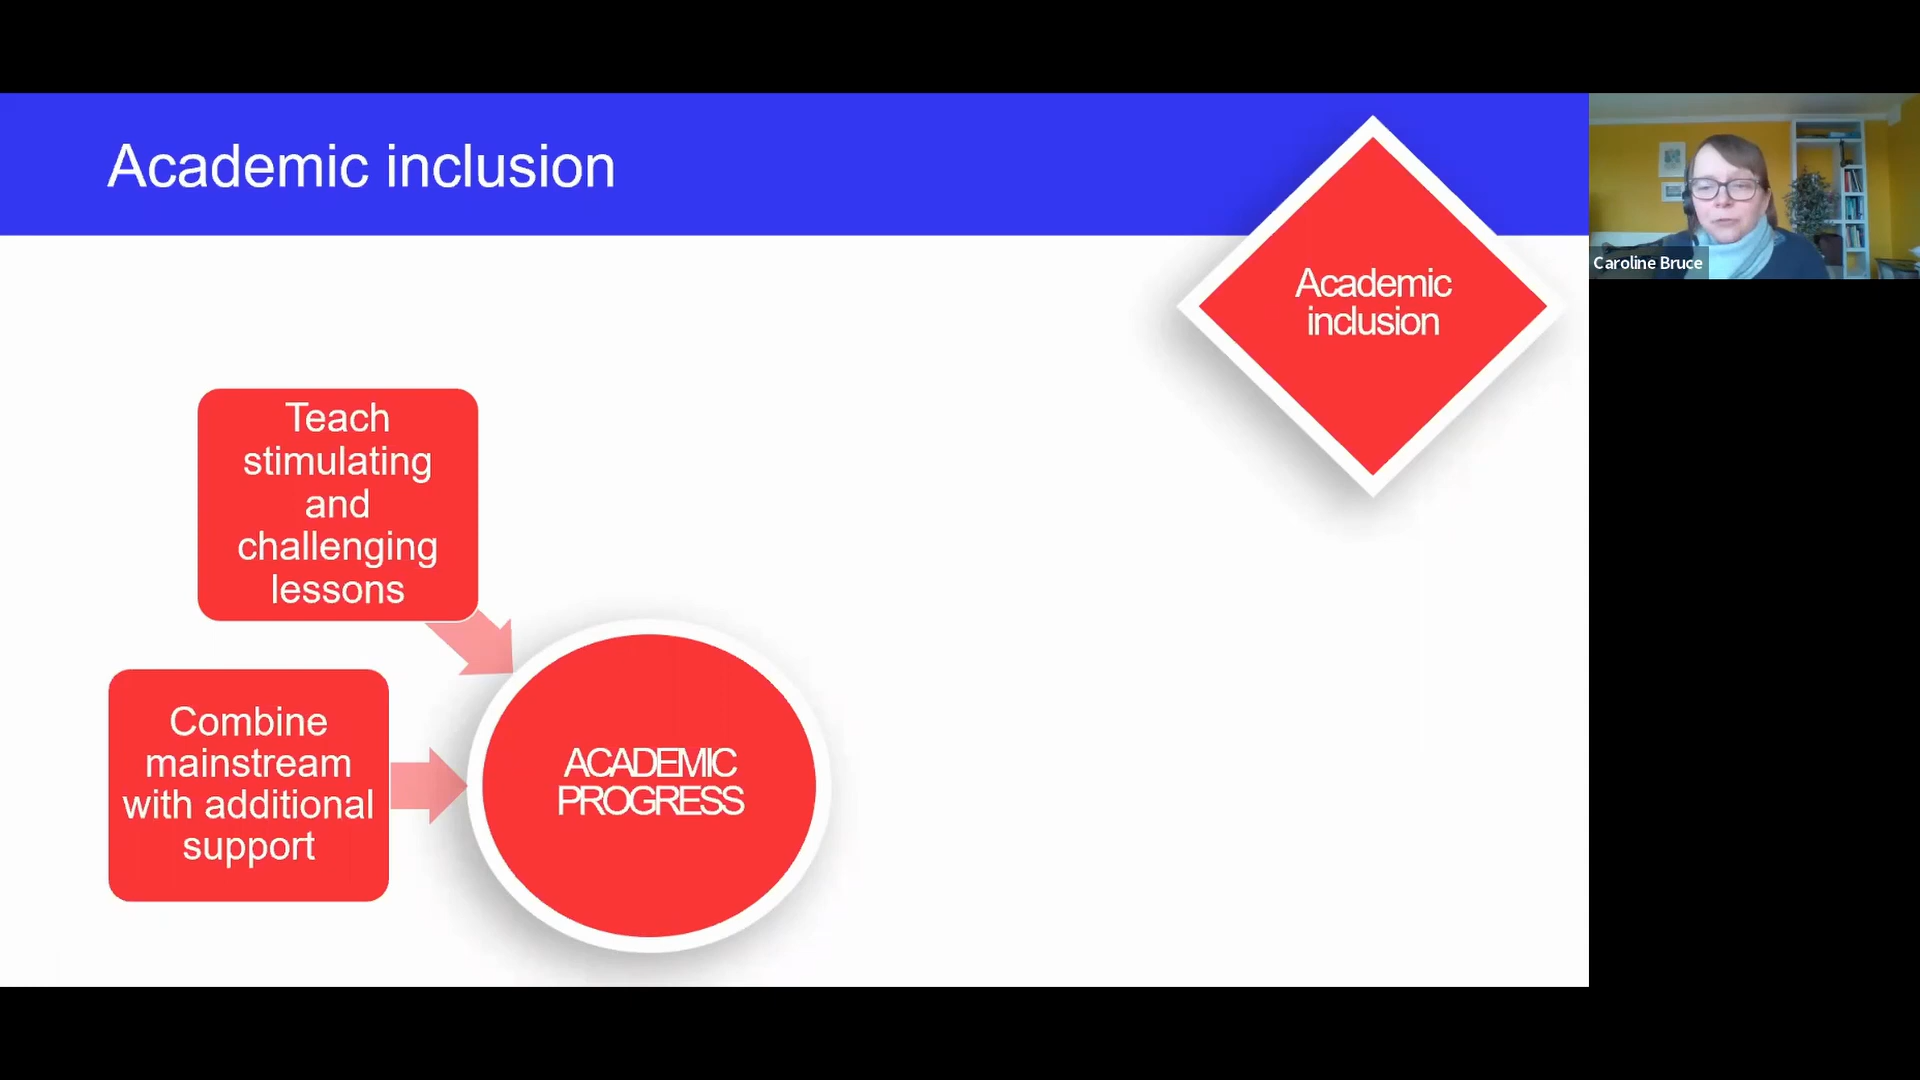 Academic inclusion
Academic
inclusion
Caroline Bruce
Teach
stimulating
and
challenging
lessons
Combine
mainstream
with additional
support
ACADEMIC
PROGRESS